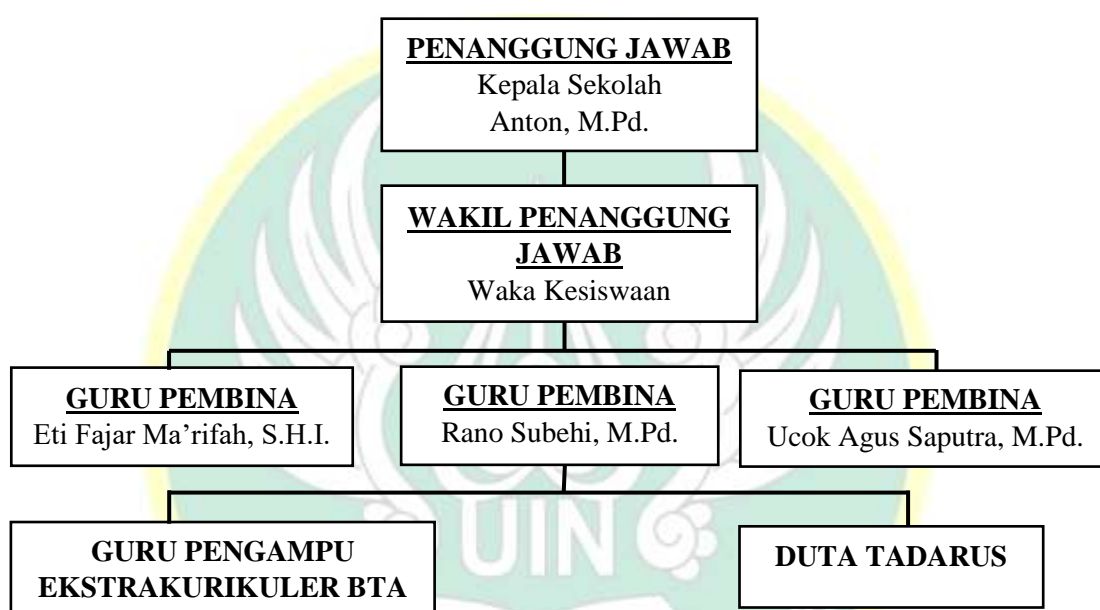 PENANGGUNG JAWAB
Kepala Sekolah
Anton, M.Pd.
WAKIL PENANGGUNG
JAWAB
Waka Kesiswaan
GURU PEMBINA
Eti Fajar Ma’rifah, S.H.I.
GURU PEMBINA
Rano Subehi, M.Pd.
GURU PEMBINA
Ucok Agus Saputra, M.Pd.
GURU PENGAMPU
EKSTRAKURIKULER BTA
DUTA TADARUS
UIN